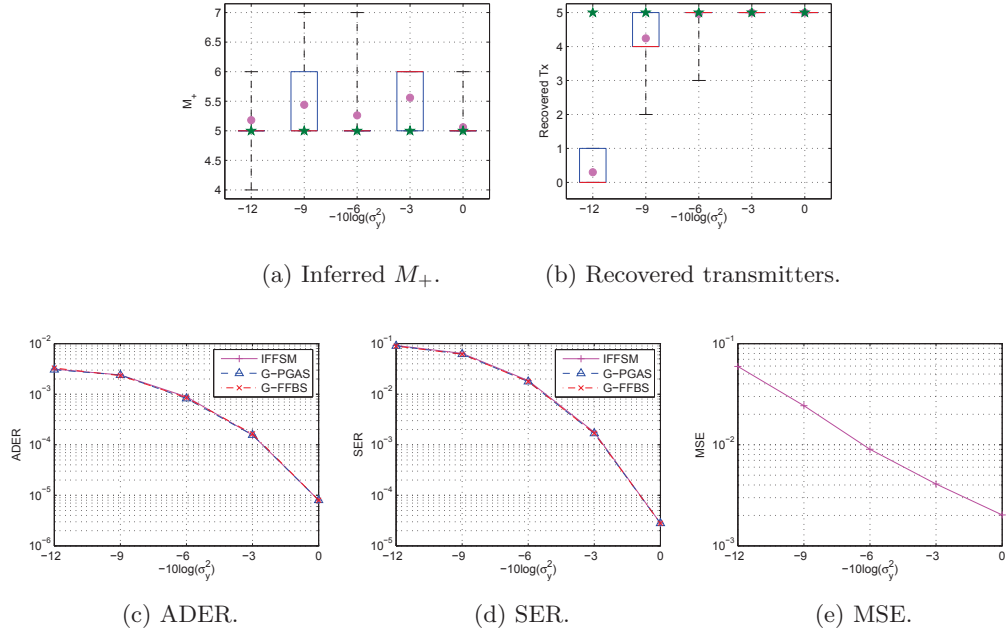 7
6.5
6
5.5
5
4.5
4
M+
−12 −9 −6 −3 0
−10log(σ_y^2)
5
4
3
2
1
0
Recovered Tx
−12 −9 −6 −3 0
−10log(σ_y^2)
(a) Inferred M+.
(b) Recovered transmitters.
10^−2
10^−3
10^−4
10^−5
10^−6
ADER
IFFSM
G−PGAS
G−FFBS
−12 −9 −6 −3 0
−10log(σ_y^2)
10^−1
10^−2
10^−3
10^−4
10^−5
SER
IFFSM
G−PGAS
G−FFBS
−12 −9 −6 −3 0
−10log(σ_y^2)
10^−1
10^−2
10^−3
MSE
−12 −9 −6 −3 0
−10log(σ_y^2)
(c) ADER.
(d) SER.
(e) MSE.